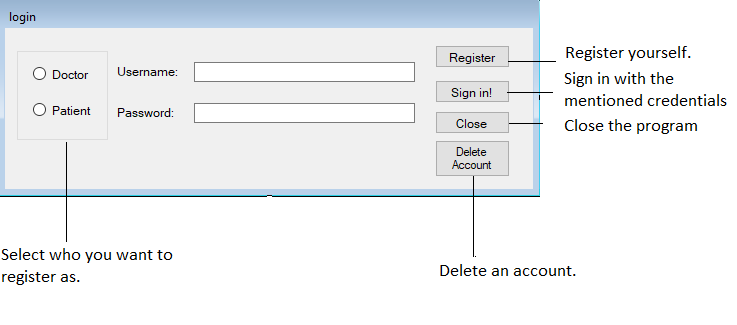 login
Doctor
Patient
Username:
Password:
Register
Sign in!
Close
Delete
Account
Register yourself.
Sign in with the
mentioned credentials
Close the program
Select who you want to
register as.
Delete an account.